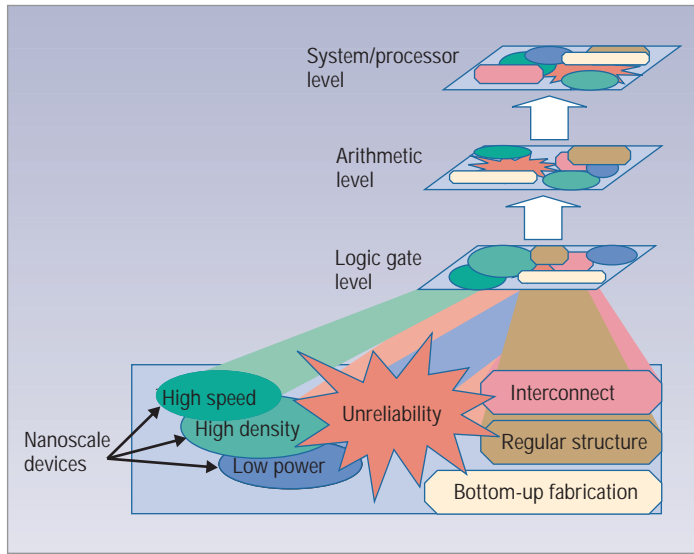 System/processor
level
Arithmetic
level
Logic gate
level
High speed
High density
Low power
Nanoscale
devices
Unreliability
Interconnect
Regular structure
Bottom-up fabrication